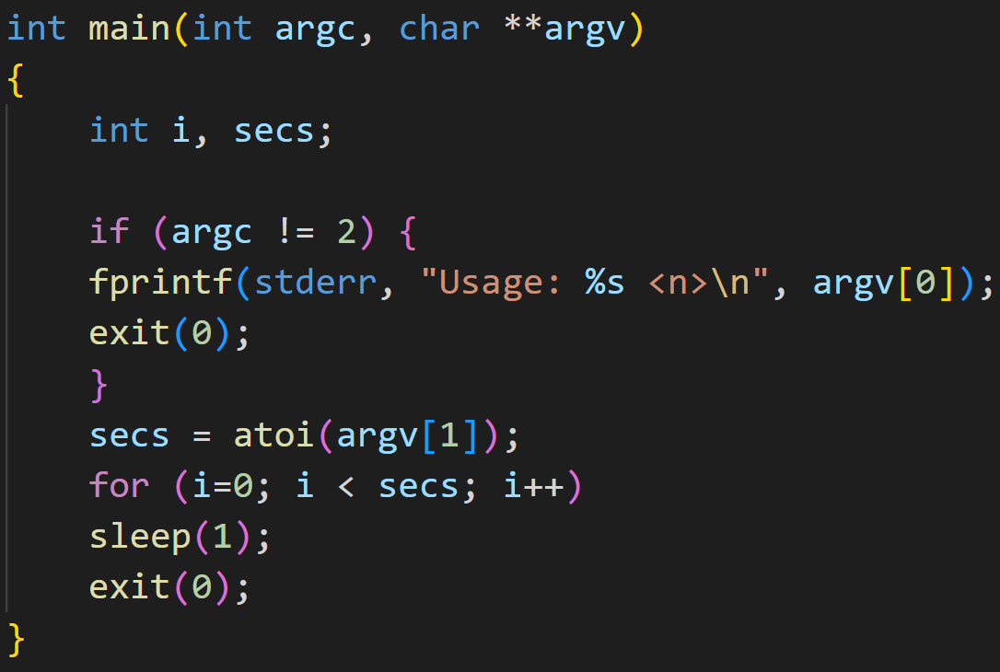 int main(int argc, char **argv)
{
    int i, secs;

    if (argc != 2) {
    fprintf(stderr, "Usage: %s <n>\n", argv[0]);
    exit(0);
    }
    secs = atoi(argv[1]);
    for (i=0; i < secs; i++)
    sleep(1);
    exit(0);
}